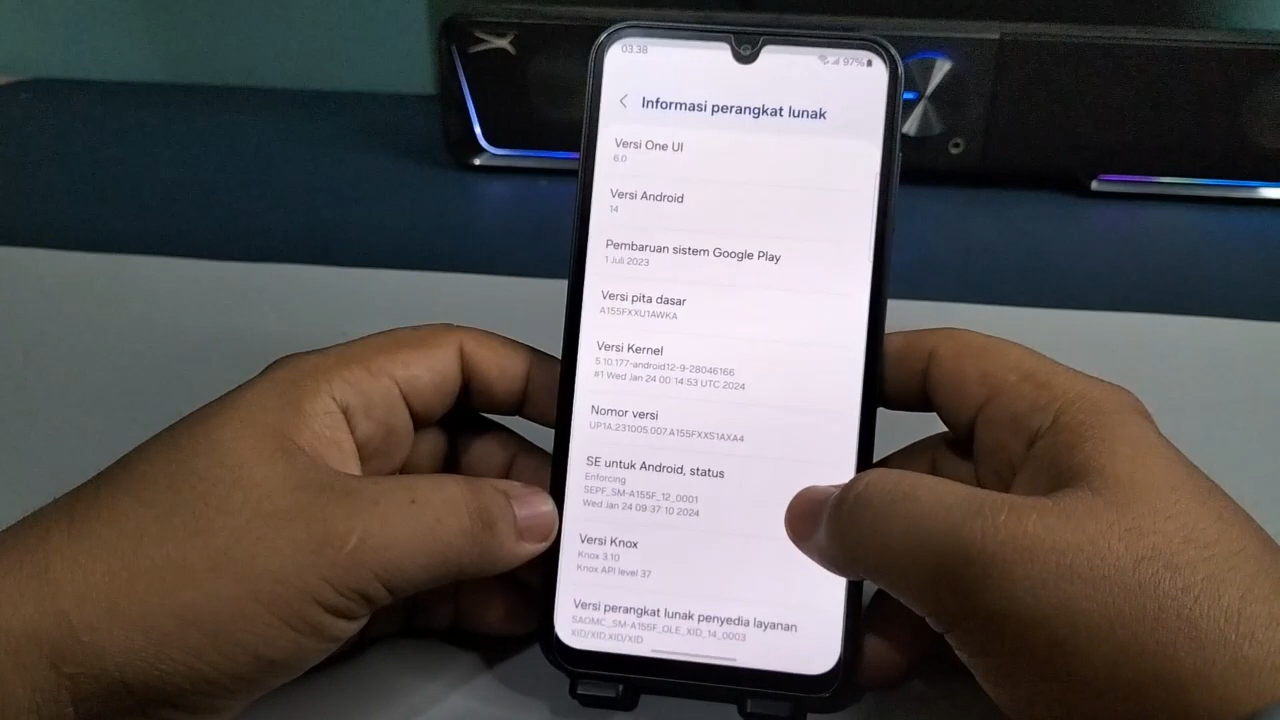 03.38
97%
Informasi perangkat lunak
Versi One UI
6.0
Versi Android
14
Pembaruan sistem Google Play
1 Juli 2023
Versi pita dasar
A155FXXU1AWKA
Versi Kernel
5.10.177-android12-9-28046166
#1 Wed Jan 24 00:14:53 UTC 2024
Nomor versi
UP1A.231005.007.A155FXXS1AXA4
SE untuk Android, status
Enforcing
SEPF_SM-A155F_12_0001
Wed Jan 24 09:37:10 2024
Versi Knox
Knox 3.10
Knox API level 37
Versi perangkat lunak penyedia layanan
SAOMC_SM-A155F_OLE_XID_14_0003
XID/XID,XID/XID